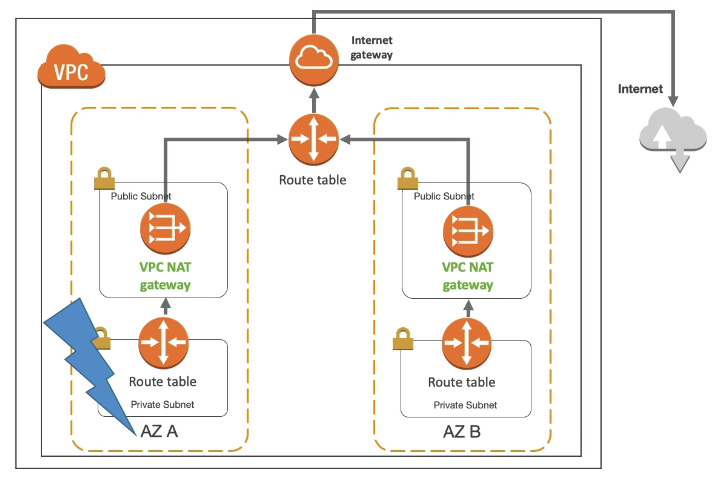 Internet
gateway
VPC
Internet
Route table
Public Subnet
VPC NAT
gateway
Public Subnet
VPC NAT
gateway
Route table
Private Subnet
AZ A
Route table
Private Subnet
AZ B